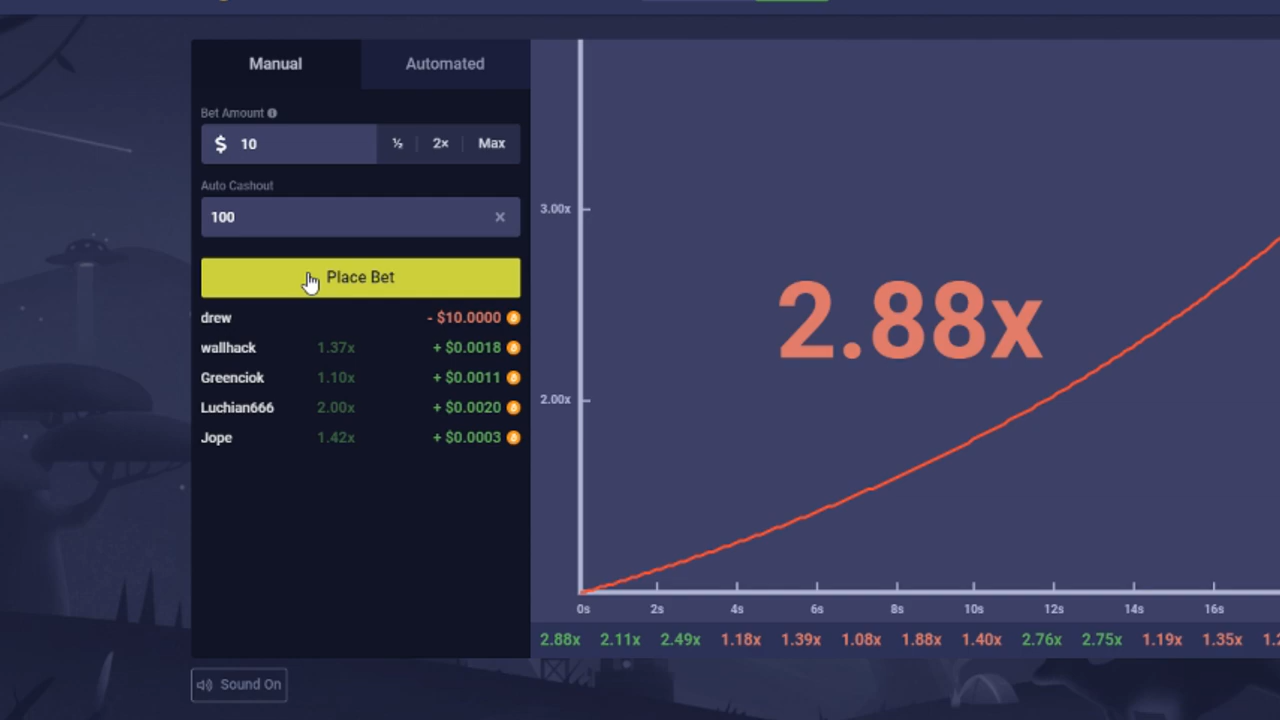 Manual Automated
Bet Amount
$ 10 ½ 2× Max
Auto Cashout
100 ×
Place Bet
drew - $10.0000
wallhack 1.37x + $0.0018
Greenciok 1.10x + $0.0011
Luchian666 2.00x + $0.0020
Jope 1.42x + $0.0003
3.00x
2.88x
2.00x
0s 2s 4s 6s 8s 10s 12s 14s 16s
2.88x 2.11x 2.49x 1.18x 1.39x 1.08x 1.88x 1.40x 2.76x 2.75x 1.19x 1.35x
Sound On